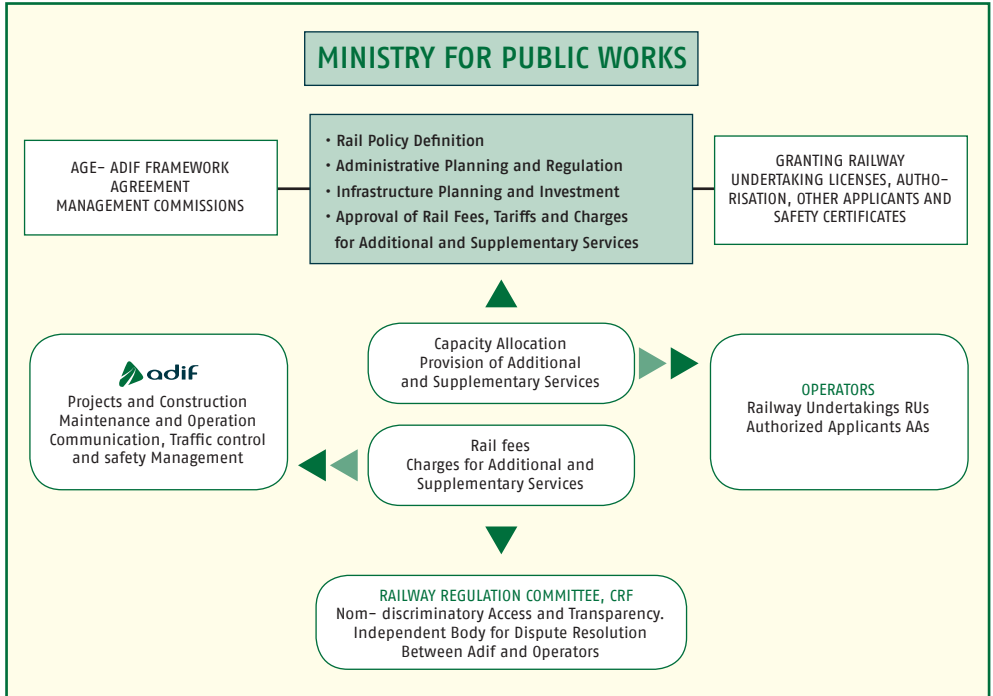 MINISTRY FOR PUBLIC WORKS
AGE- ADIF FRAMEWORK
AGREEMENT
MANAGEMENT COMMISSIONS
• Rail Policy Definition
• Administrative Planning and Regulation
• Infrastructure Planning and Investment
• Approval of Rail Fees, Tariffs and Charges
for Additional and Supplementary Services
GRANTING RAILWAY
UNDERTAKING LICENSES, AUTHO-
RISATION, OTHER APPLICANTS AND
SAFETY CERTIFICATES
adif
Projects and Construction
Maintenance and Operation
Communication, Traffic control
and safety Management
Capacity Allocation
Provision of Additional
and Supplementary Services
Rail fees
Charges for Additional and
Supplementary Services
OPERATORS
Railway Undertakings RUs
Authorized Applicants AAs
RAILWAY REGULATION COMMITTEE, CRF
Nom- discriminatory Access and Transparency.
Independent Body for Dispute Resolution
Between Adif and Operators